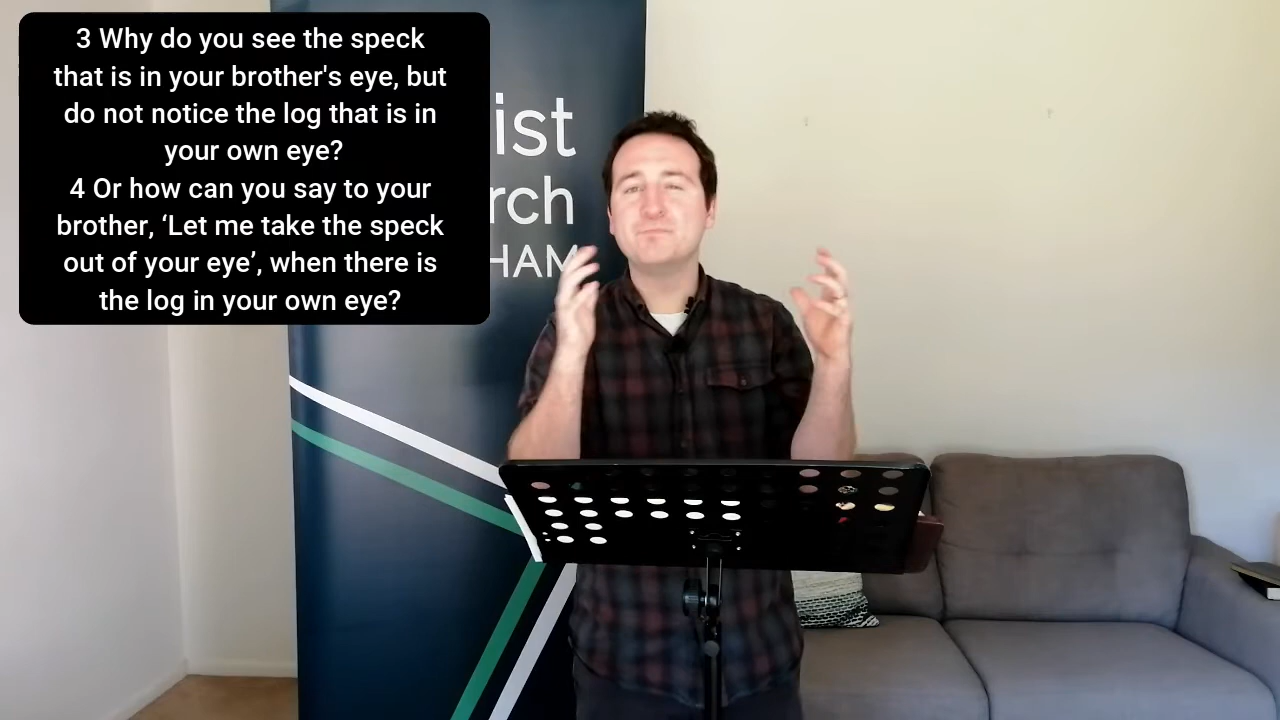 3 Why do you see the speck
that is in your brother's eye, but
do not notice the log that is in
your own eye?
4 Or how can you say to your
brother, ‘Let me take the speck
out of your eye’, when there is
the log in your own eye?
ist
rch
HAM